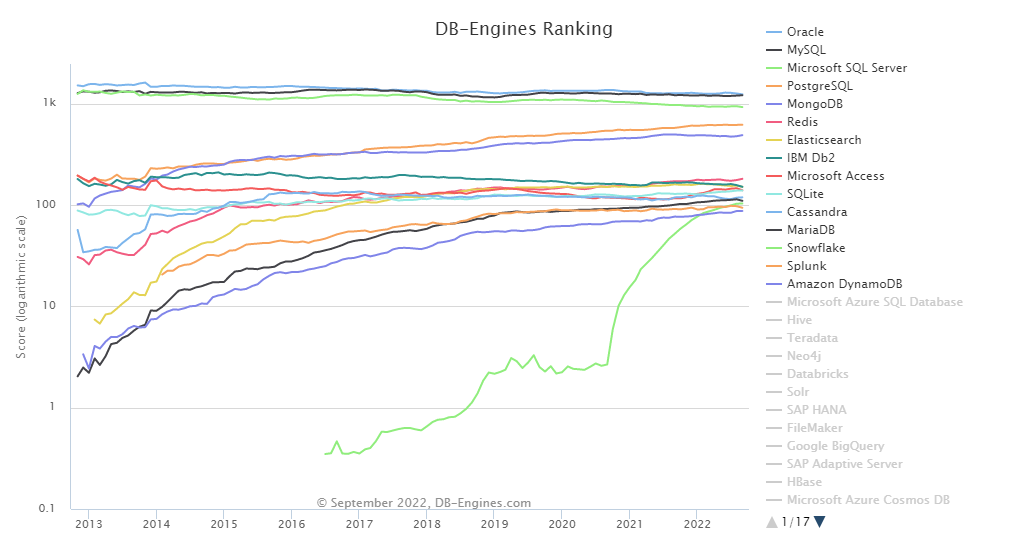 DB-Engines Ranking
Score (logarithmic scale)
1k
100
10
1
0.1
2013
2014
2015
2016
2017
2018
2019
2020
2021
2022
© September 2022, DB-Engines.com
Oracle
MySQL
Microsoft SQL Server
PostgreSQL
MongoDB
Redis
Elasticsearch
IBM Db2
Microsoft Access
SQLite
Cassandra
MariaDB
Snowflake
Splunk
Amazon DynamoDB
Microsoft Azure SQL Database
Hive
Teradata
Neo4j
Databricks
Solr
SAP HANA
FileMaker
Google BigQuery
SAP Adaptive Server
HBase
Microsoft Azure Cosmos DB
1/17